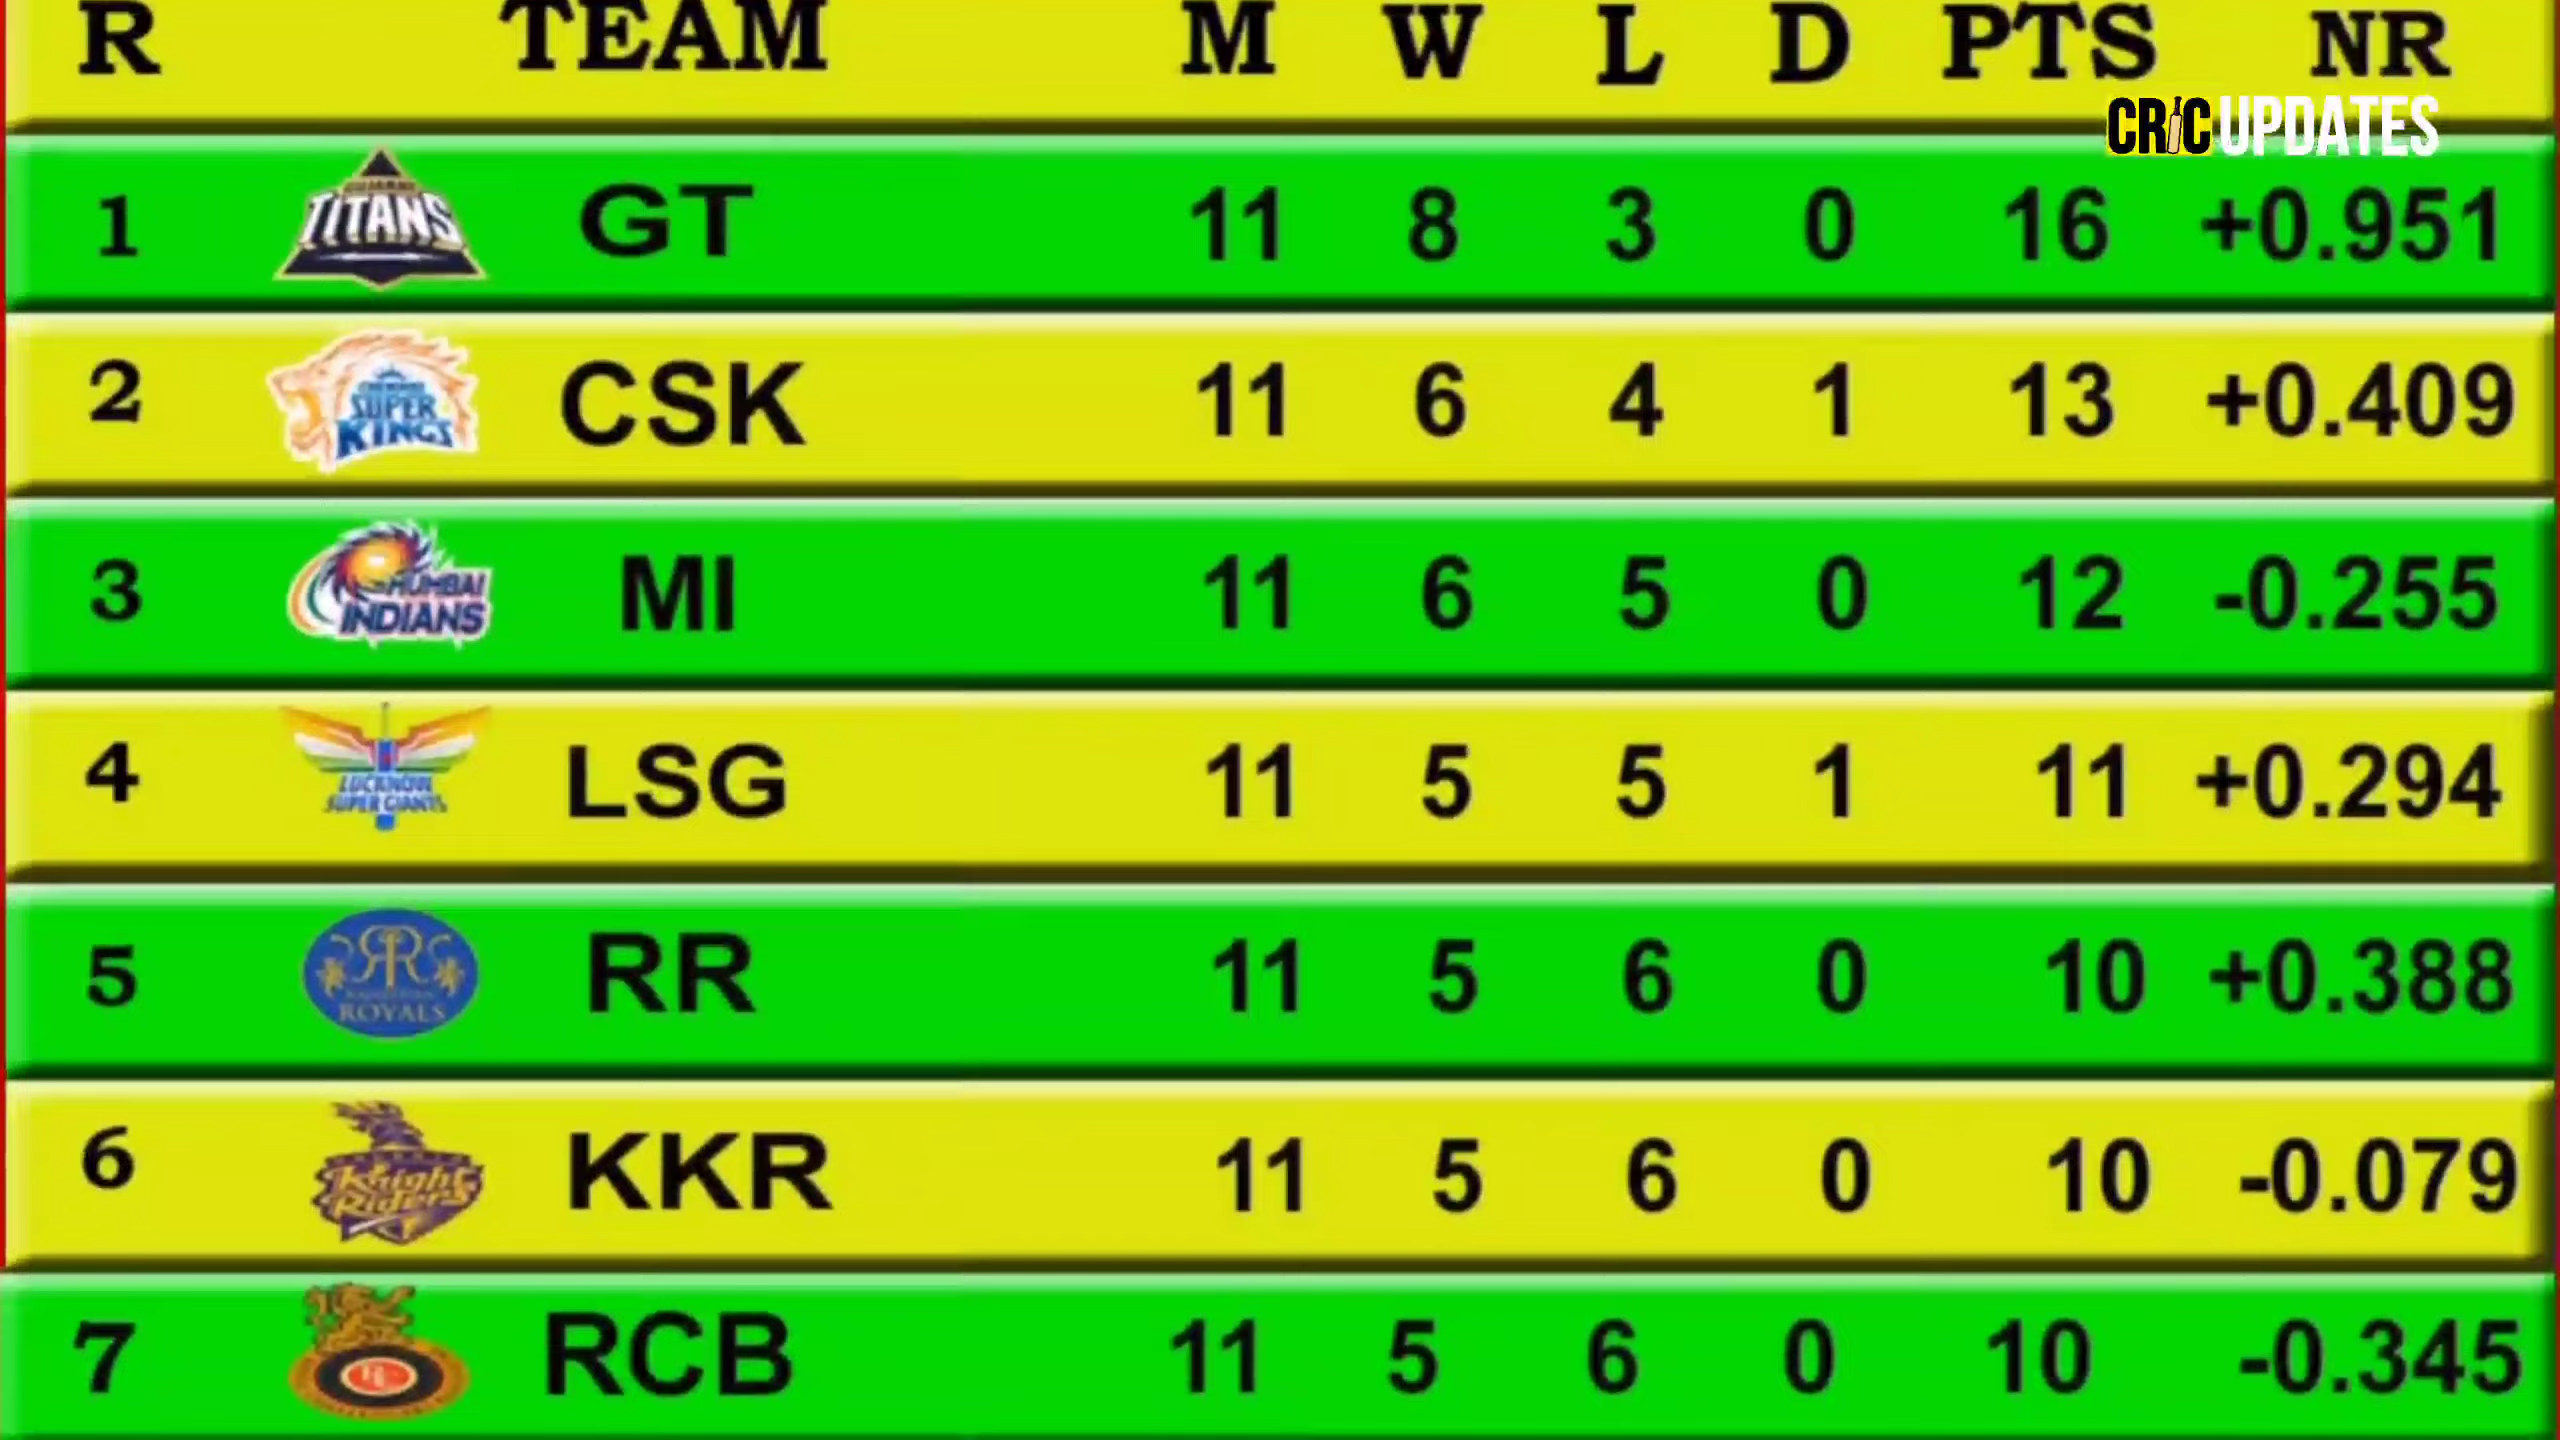 R TEAM M W L D PTS NR
CRIC UPDATES
1 TITANS GT 11 8 3 0 16 +0.951
2 CHENNAI SUPER KINGS CSK 11 6 4 1 13 +0.409
3 MUMBAI INDIANS MI 11 6 5 0 12 -0.255
4 LUCKNOW SUPER GIANTS LSG 11 5 5 1 11 +0.294
5 RR ROYALS RR 11 5 6 0 10 +0.388
6 Knight Riders KKR 11 5 6 0 10 -0.079
7 RCB 11 5 6 0 10 -0.345